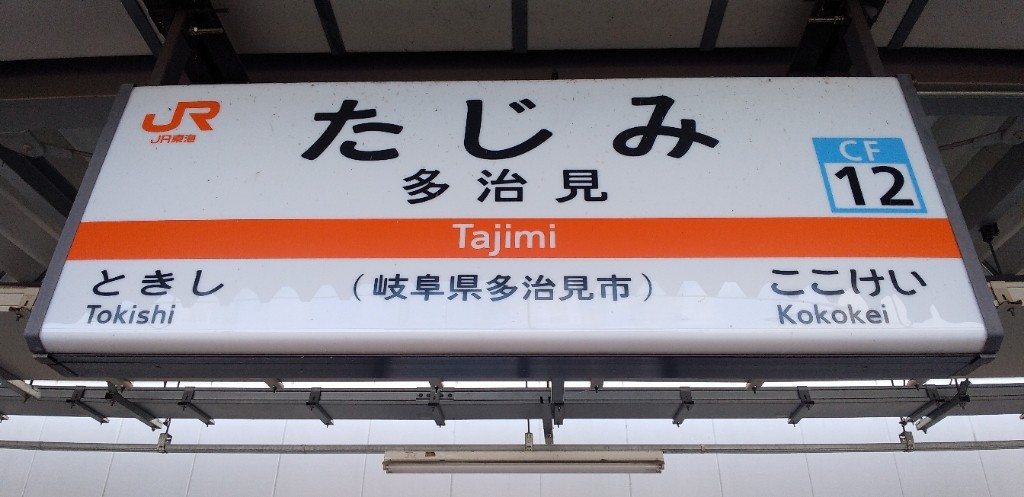 JR
JR東海
たじみ
多治見
CF
12
Tajimi
ときし
Tokishi
（岐阜県多治見市）
ここけい
Kokokei